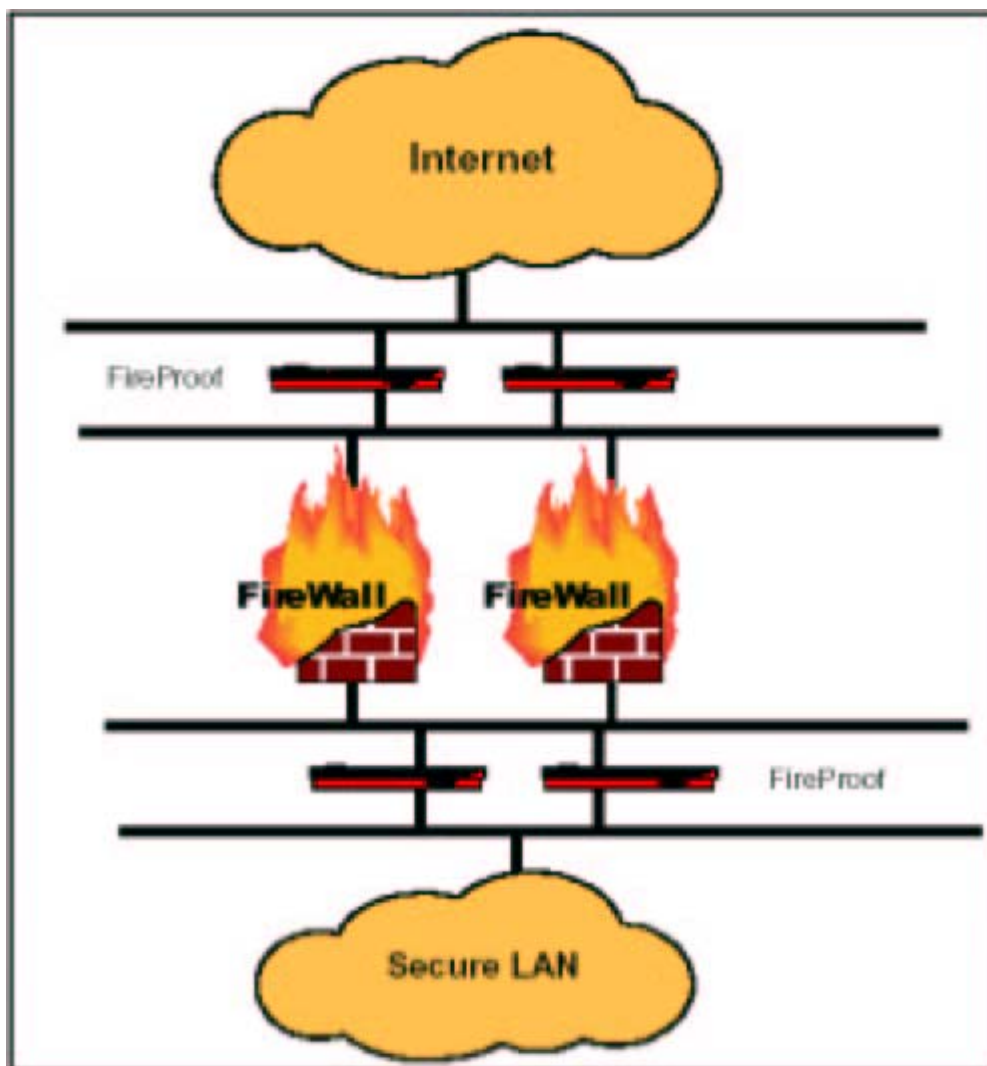 Internet
FireProof
FireWall FireWall
FireProof
Secure LAN